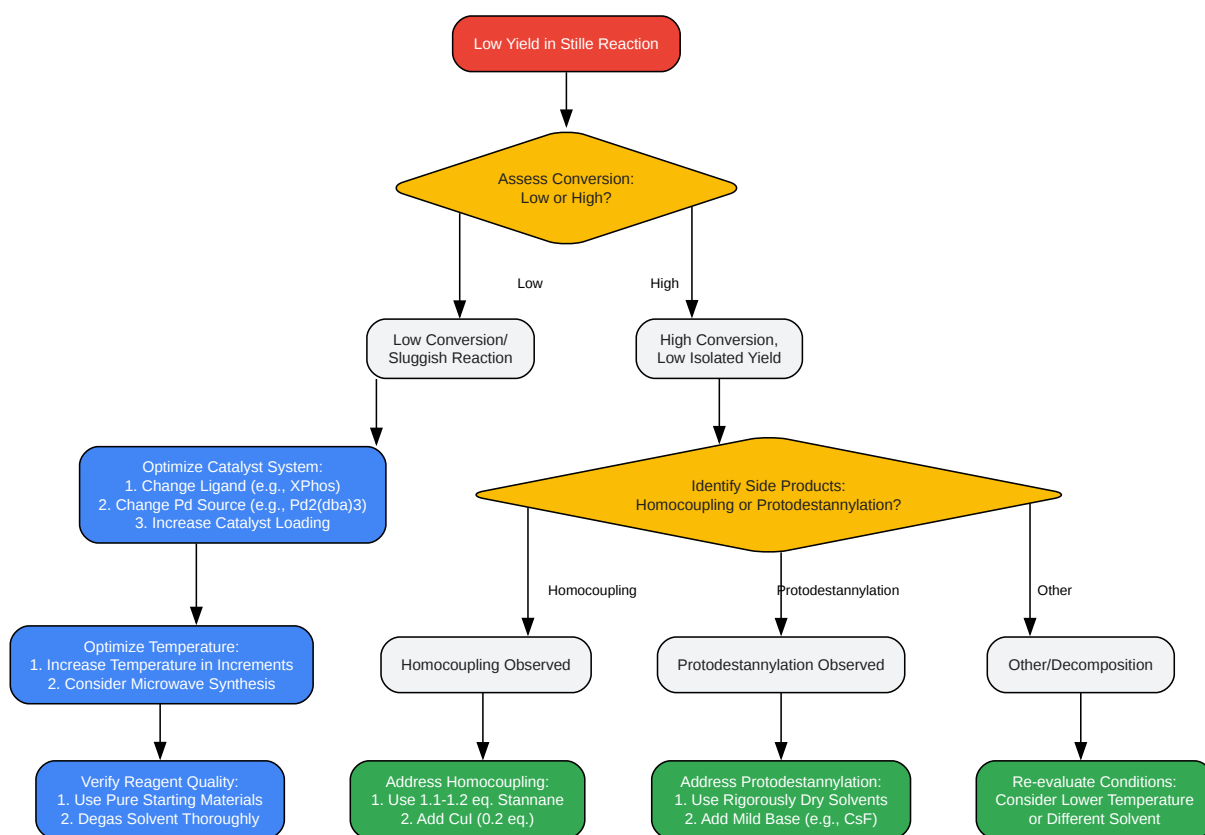 Low Yield in Stille Reaction
Assess Conversion:
Low or High?
Low
High
Low Conversion/
Sluggish Reaction
High Conversion,
Low Isolated Yield
Optimize Catalyst System:
1. Change Ligand (e.g., XPhos)
2. Change Pd Source (e.g., Pd2(dba)3)
3. Increase Catalyst Loading
Identify Side Products:
Homocoupling or Protodestannylation?
Homocoupling
Protodestannylation
Other
Optimize Temperature:
1. Increase Temperature in Increments
2. Consider Microwave Synthesis
Homocoupling Observed
Protodestannylation Observed
Other/Decomposition
Verify Reagent Quality:
1. Use Pure Starting Materials
2. Degas Solvent Thoroughly
Address Homocoupling:
1. Use 1.1-1.2 eq. Stannane
2. Add CuI (0.2 eq.)
Address Protodestannylation:
1. Use Rigorously Dry Solvents
2. Add Mild Base (e.g., CsF)
Re-evaluate Conditions:
Consider Lower Temperature
or Different Solvent